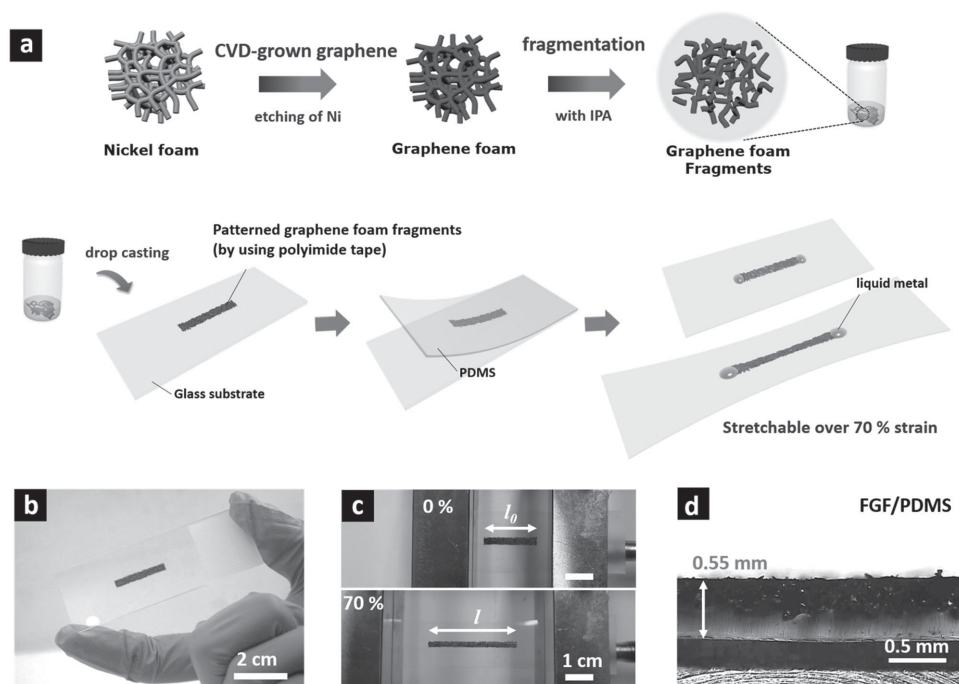 a
CVD-grown graphene
etching of Ni
fragmentation
with IPA
Nickel foam
Graphene foam
Graphene foam
Fragments
drop casting
Patterned graphene foam fragments
(by using polyimide tape)
Glass substrate
PDMS
liquid metal
Stretchable over 70 % strain
b
2 cm
c
0 %
l0
70 %
l
1 cm
d
FGF/PDMS
0.55 mm
0.5 mm